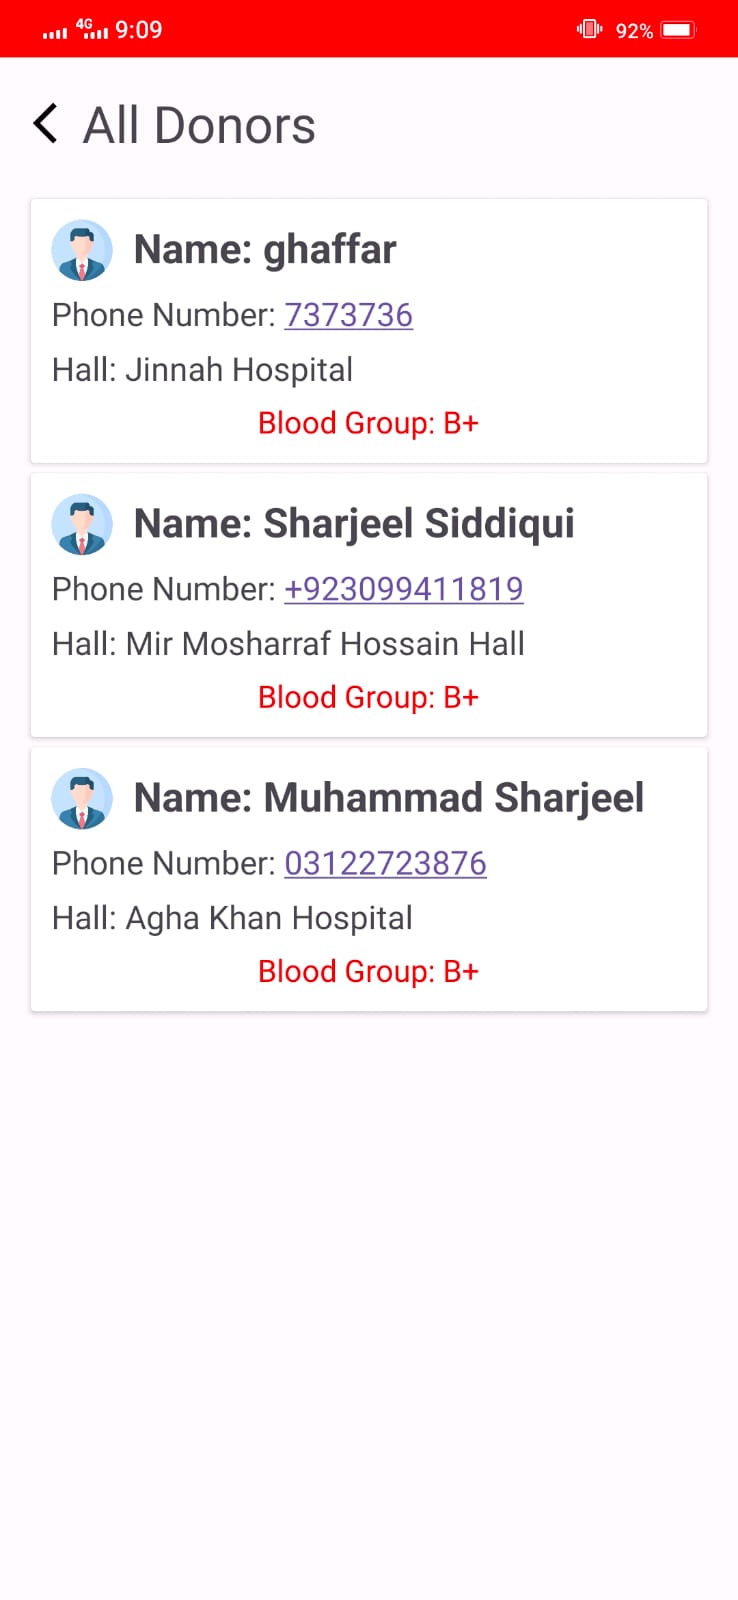 4G 9:09 92%
All Donors
Name: ghaffar
Phone Number: 7373736
Hall: Jinnah Hospital
Blood Group: B+
Name: Sharjeel Siddiqui
Phone Number: +923099411819
Hall: Mir Mosharraf Hossain Hall
Blood Group: B+
Name: Muhammad Sharjeel
Phone Number: 03122723876
Hall: Agha Khan Hospital
Blood Group: B+